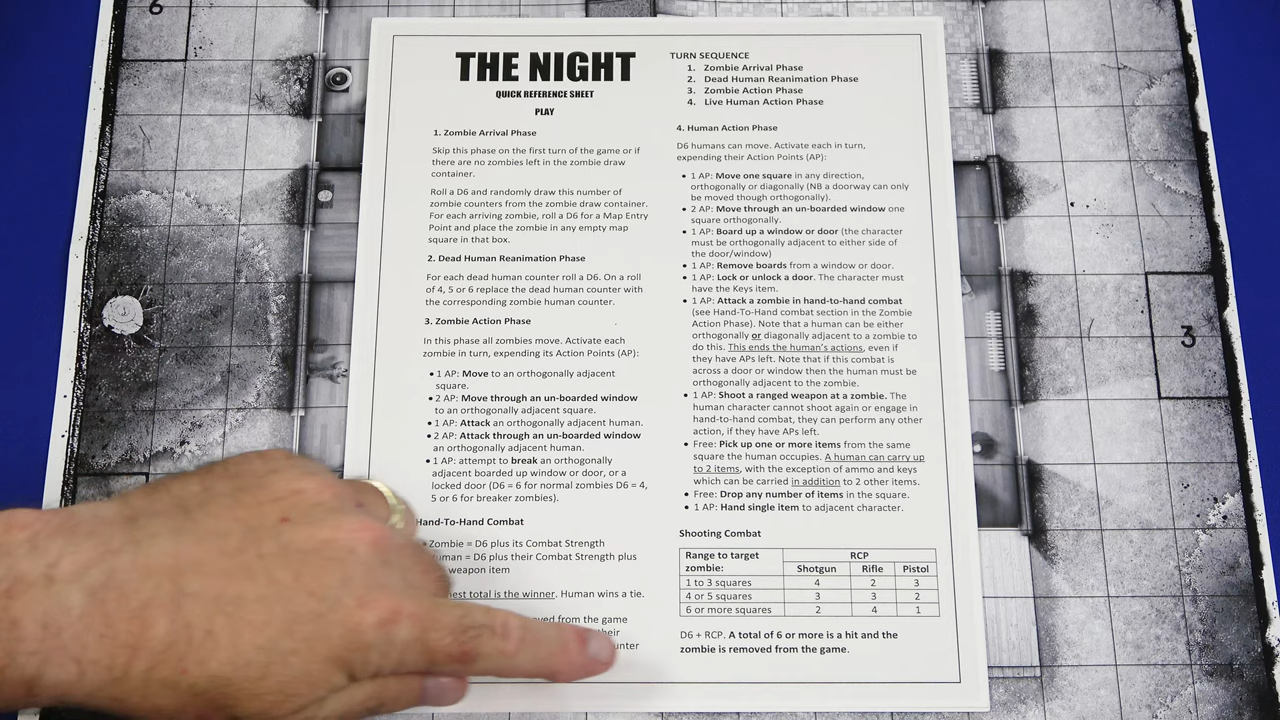 6
3
THE NIGHT
QUICK REFERENCE SHEET
PLAY
1. Zombie Arrival Phase
Skip this phase on the first turn of the game or if
there are no zombies left in the zombie draw
container.
Roll a D6 and randomly draw this number of
zombie counters from the zombie draw container.
For each arriving zombie, roll a D6 for a Map Entry
Point and place the zombie in any empty map
square in that box.
2. Dead Human Reanimation Phase
For each dead human counter roll a D6. On a roll
of 4, 5 or 6 replace the dead human counter with
the corresponding zombie human counter.
3. Zombie Action Phase
In this phase all zombies move. Activate each
zombie in turn, expending its Action Points (AP):
• 1 AP: Move to an orthogonally adjacent
square.
• 2 AP: Move through an un-boarded window
to an orthogonally adjacent square.
• 1 AP: Attack an orthogonally adjacent human.
• 2 AP: Attack through an un-boarded window
an orthogonally adjacent human.
• 1 AP: attempt to break an orthogonally
adjacent boarded up window or door, or a
locked door (D6 = 6 for normal zombies D6 = 4,
5 or 6 for breaker zombies).
Hand-To-Hand Combat
• Zombie = D6 plus its Combat Strength
= D6 plus their Combat Strength plus
weapon item
total is the winner. Human wins a tie.
from the game
TURN SEQUENCE
1. Zombie Arrival Phase
2. Dead Human Reanimation Phase
3. Zombie Action Phase
4. Live Human Action Phase
4. Human Action Phase
D6 humans can move. Activate each in turn,
expending their Action Points (AP):
• 1 AP: Move one square in any direction,
orthogonally or diagonally (NB a doorway can only
be moved though orthogonally).
• 2 AP: Move through an un-boarded window one
square orthogonally.
• 1 AP: Board up a window or door (the character
must be orthogonally adjacent to either side of
the door/window)
• 1 AP: Remove boards from a window or door.
• 1 AP: Lock or unlock a door. The character must
have the Keys item.
• 1 AP: Attack a zombie in hand-to-hand combat
(see Hand-To-Hand combat section in the Zombie
Action Phase). Note that a human can be either
orthogonally or diagonally adjacent to a zombie to
do this. This ends the human's actions, even if
they have APs left. Note that if this combat is
across a door or window then the human must be
orthogonally adjacent to the zombie.
• 1 AP: Shoot a ranged weapon at a zombie. The
human character cannot shoot again or engage in
hand-to-hand combat, they can perform any other
action, if they have APs left.
• Free: Pick up one or more items from the same
square the human occupies. A human can carry up
to 2 items, with the exception of ammo and keys
which can be carried in addition to 2 other items.
• Free: Drop any number of items in the square.
• 1 AP: Hand single item to adjacent character.
Shooting Combat
Range to target zombie: RCP
Shotgun Rifle Pistol
1 to 3 squares 4 2 3
4 or 5 squares 3 3 2
6 or more squares 2 4 1
D6 + RCP. A total of 6 or more is a hit and the
zombie is removed from the game.